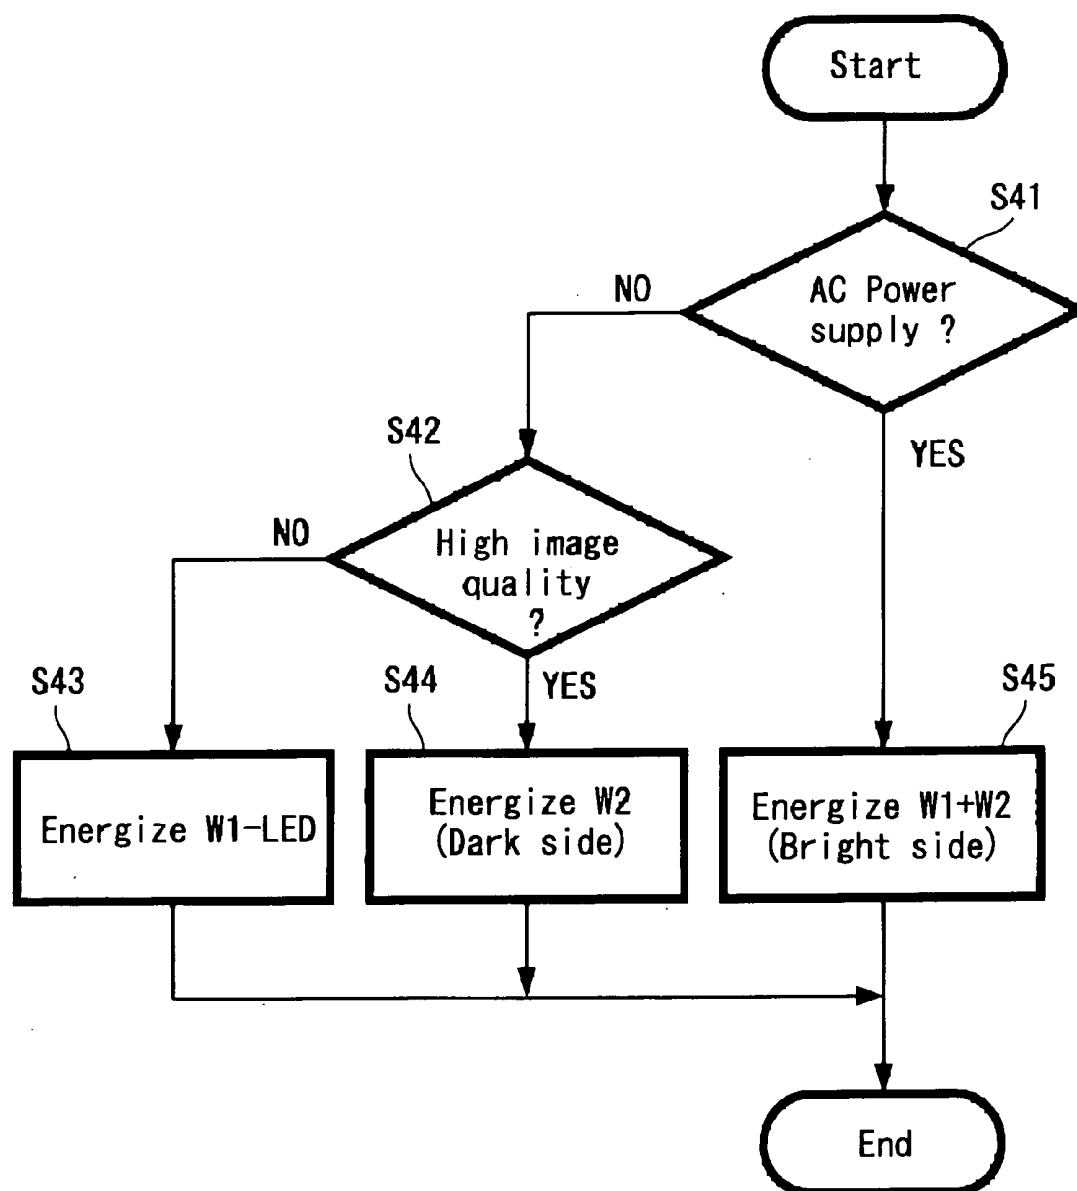 Start
S41
AC Power
supply ?
NO
YES
S42
High image
quality
?
NO
YES
S43
Energize W1-LED
S44
Energize W2
(Dark side)
S45
Energize W1+W2
(Bright side)
End